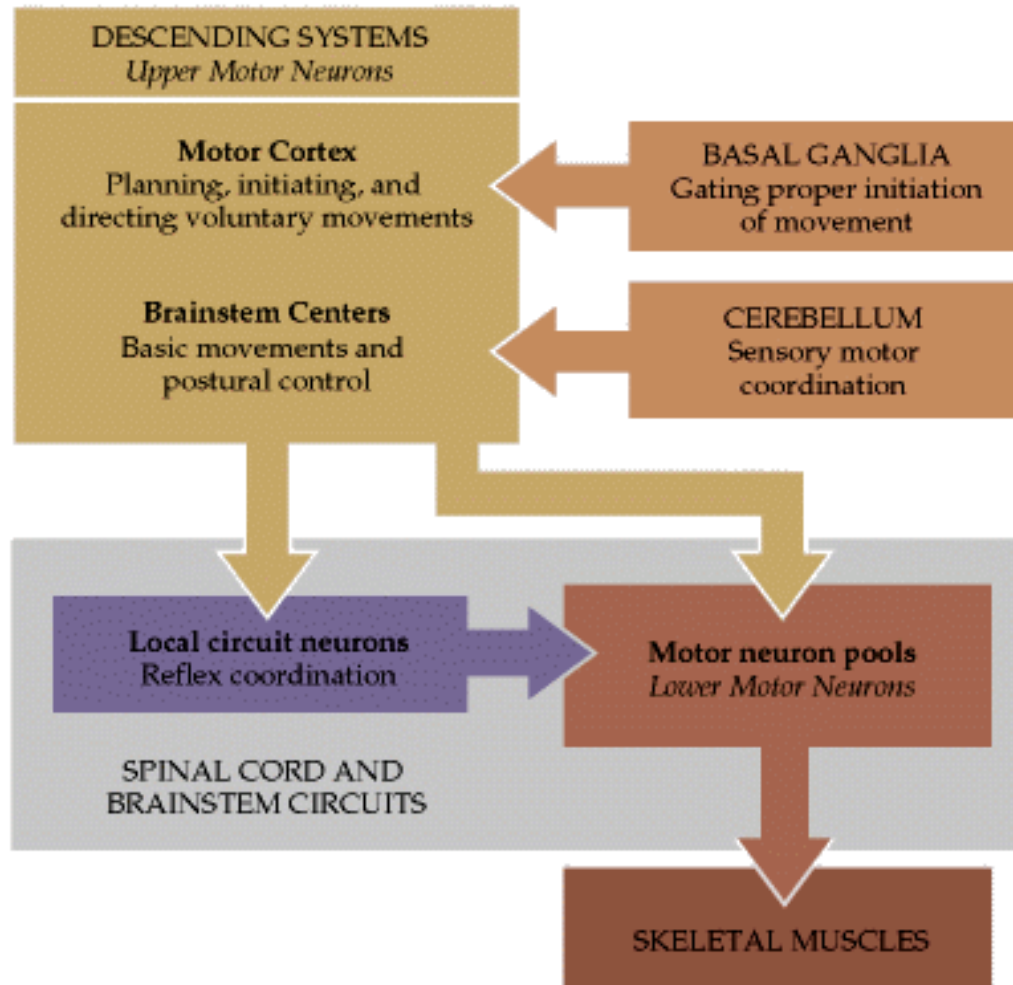 DESCENDING SYSTEMS
Upper Motor Neurons
Motor Cortex
Planning, initiating, and
directing voluntary movements
BASAL GANGLIA
Gating proper initiation
of movement
Brainstem Centers
Basic movements and
postural control
CEREBELLUM
Sensory motor
coordination
Local circuit neurons
Reflex coordination
Motor neuron pools
Lower Motor Neurons
SPINAL CORD AND
BRAINSTEM CIRCUITS
SKELETAL MUSCLES